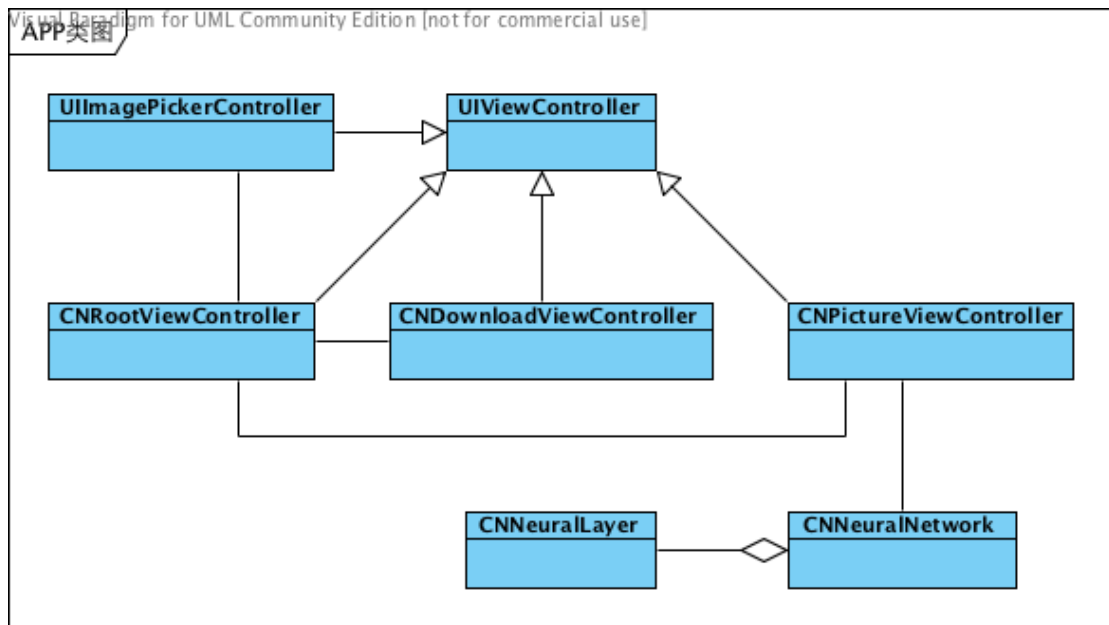 Visual Paradigm for UML Community Edition [not for commercial use]
APP类图
UIImagePickerController
UIViewController
CNRootViewController
CNDownloadViewController
CNPictureViewController
CNNeuralLayer
CNNeuralNetwork